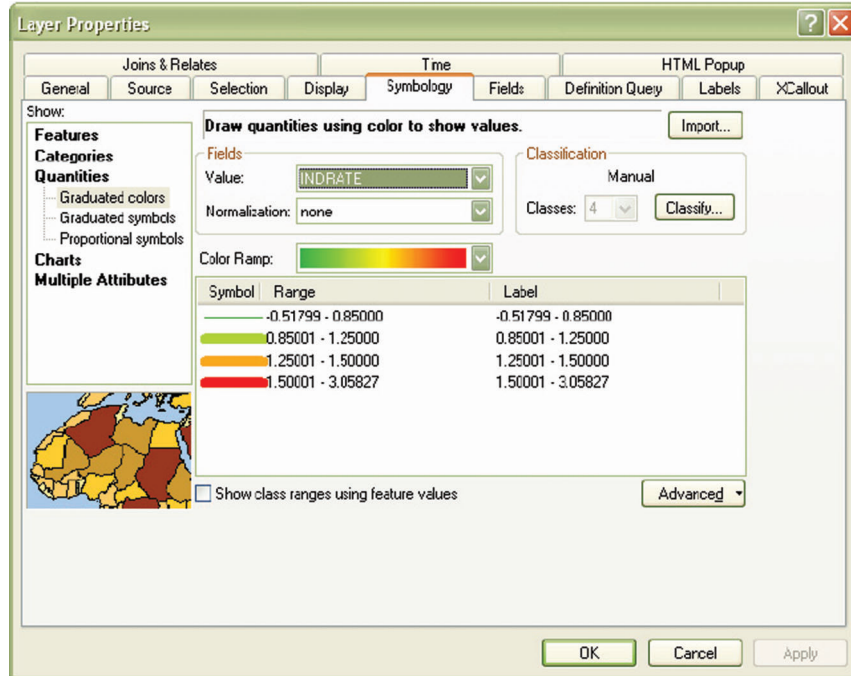 Layer Properties
Joins & Relates Time HTML Popup
General Source Selection Display Symbology Fields Definition Query Labels XCallout
Show:
Features
Categories
Quantities
Graduated colors
Graduated symbols
Proportional symbols
Charts
Multiple Attributes
Draw quantities using color to show values.
Import...
Fields
Value: INDRATE
Normalization: none
Classification
Manual
Classes: 4 Classify...
Color Ramp:
Symbol Range Label
-0.51799 - 0.85000 -0.51799 - 0.85000
0.85001 - 1.25000 0.85001 - 1.25000
1.25001 - 1.50000 1.25001 - 1.50000
1.50001 - 3.05827 1.50001 - 3.05827
Show class ranges using feature values
Advanced
OK Cancel Apply